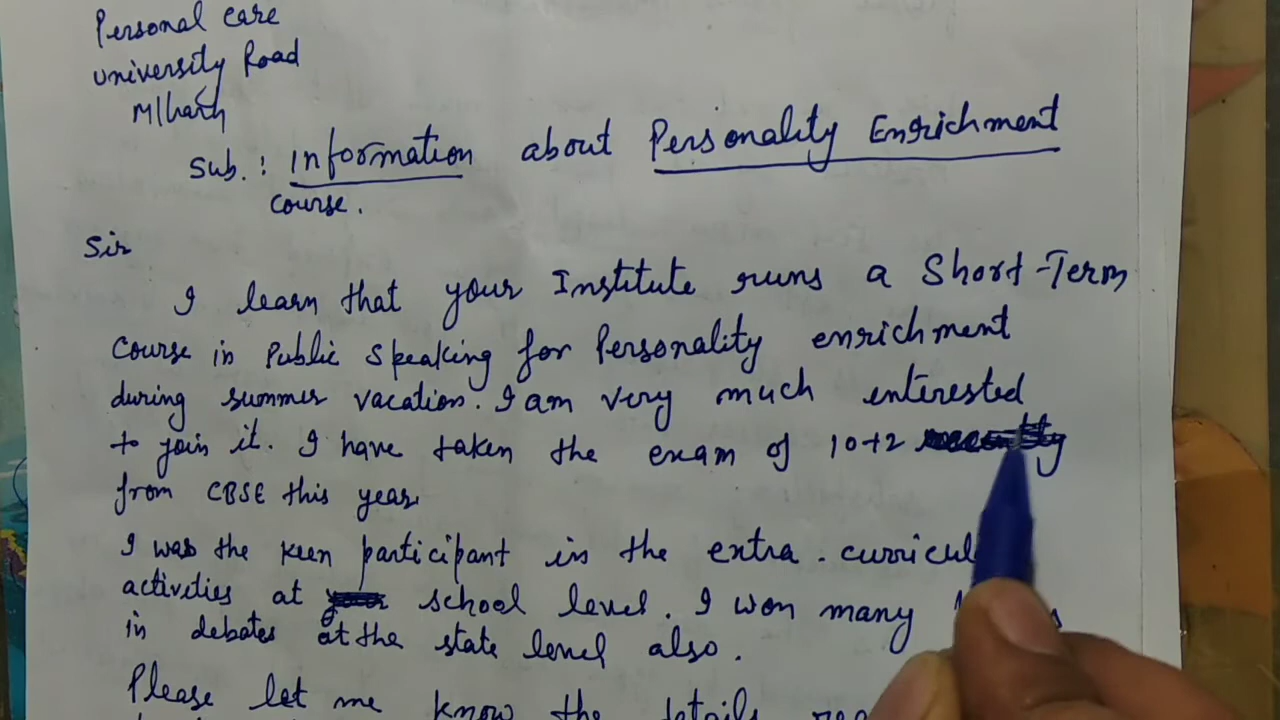 Personal care
University Road
Sub. : Information about Personality Enrichment
course.
Sir
I learn that your Institute runs a Short-Term
course in Public Speaking for Personality enrichment
during summer vacation. I am very much interested
to join it. I have taken the exam of 10+2
from CBSE this year
I was the keen participant in the extra-
activities at school level. I won many
in debates at the state level also.
Please let me know the details